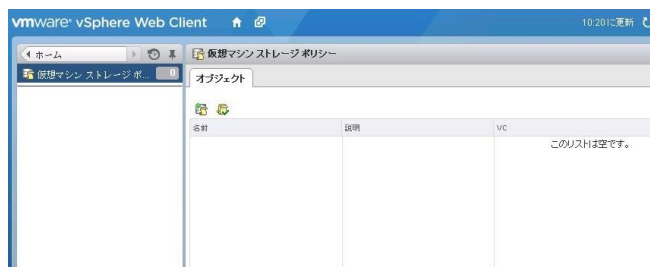 vmware® vSphere Web Client
10:20に更新
ホーム
仮想マシン ストレージ ポ... 0
仮想マシン ストレージ ポリシー
オブジェクト
名前 説明 VC
このリストは空です。